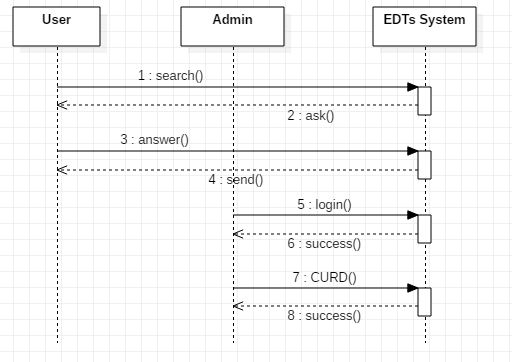 User
Admin
EDTs System
1 : search()
2 : ask()
3 : answer()
4 : send()
5 : login()
6 : success()
7 : CURD()
8 : success()